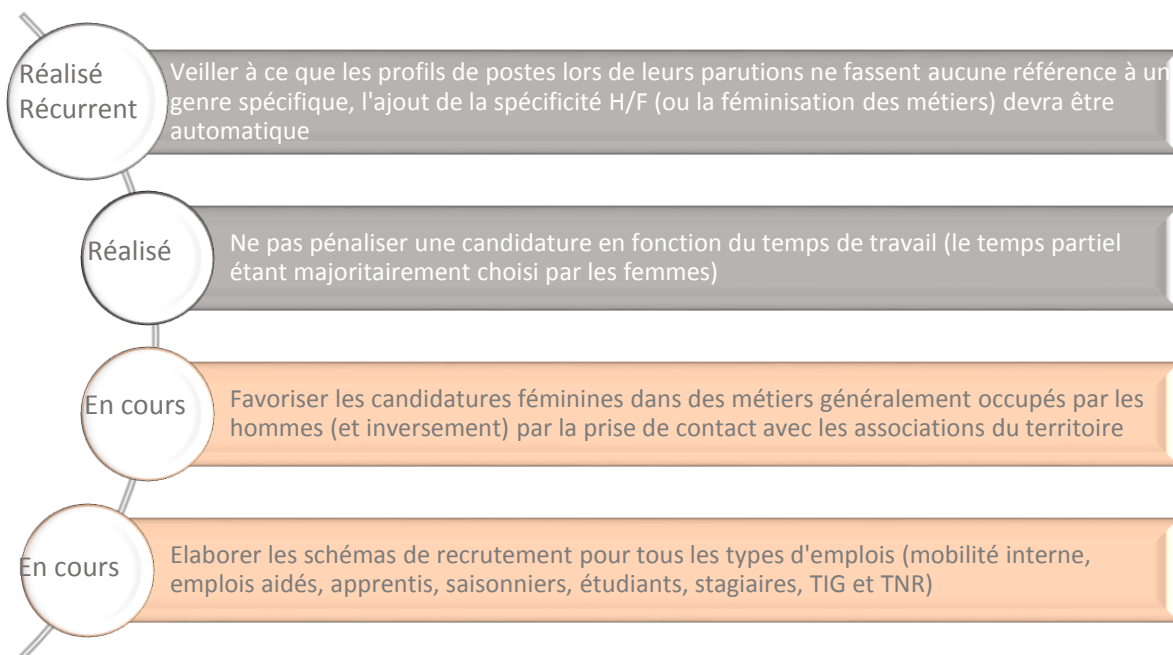 Réalisé
Récurrent
Veiller à ce que les profils de postes lors de leurs parutions ne fassent aucune référence à un
genre spécifique, l'ajout de la spécificité H/F (ou la féminisation des métiers) devra être
automatique
Réalisé
Ne pas pénaliser une candidature en fonction du temps de travail (le temps partiel
étant majoritairement choisi par les femmes)
En cours
Favoriser les candidatures féminines dans des métiers généralement occupés par les
hommes (et inversement) par la prise de contact avec les associations du territoire
En cours
Elaborer les schémas de recrutement pour tous les types d'emplois (mobilité interne,
emplois aidés, apprentis, saisonniers, étudiants, stagiaires, TIG et TNR)